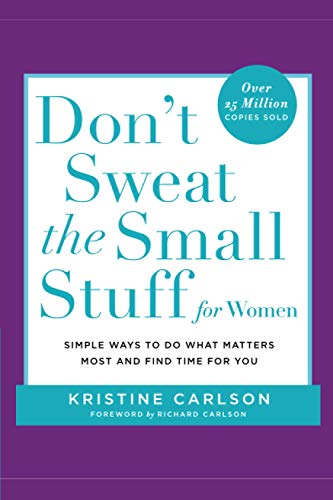 Over
25 Million
COPIES SOLD
Don't
Sweat
the Small
Stuff for Women
SIMPLE WAYS TO DO WHAT MATTERS
MOST AND FIND TIME FOR YOU
KRISTINE CARLSON
FOREWORD by RICHARD CARLSON